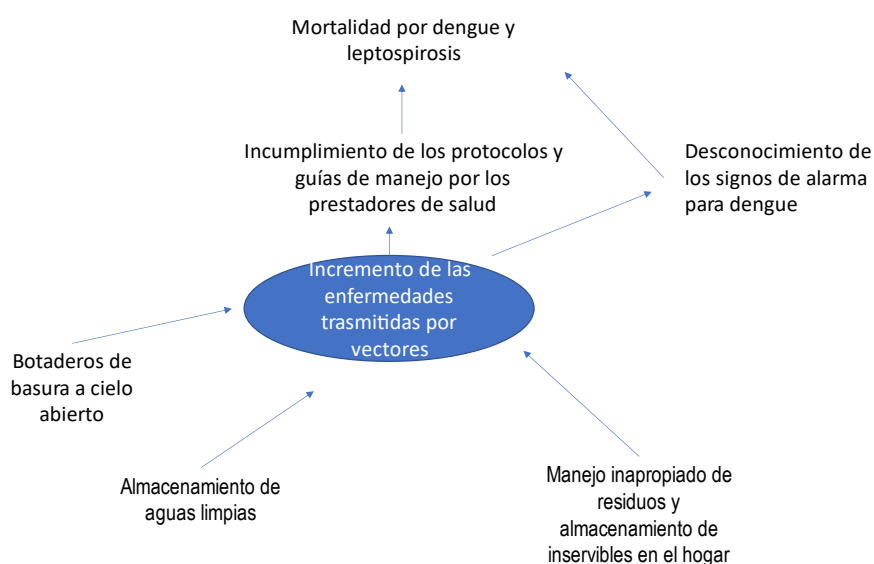 Mortalidad por dengue y
leptospirosis
Incumplimiento de los protocolos y
guías de manejo por los
prestadores de salud
Desconocimiento de
los signos de alarma
para dengue
Incremento de las
enfermedades
trasmitidas por
vectores
Botaderos de
basura a cielo
abierto
Almacenamiento de
aguas limpias
Manejo inapropiado de
residuos y
almacenamiento de
inservibles en el hogar